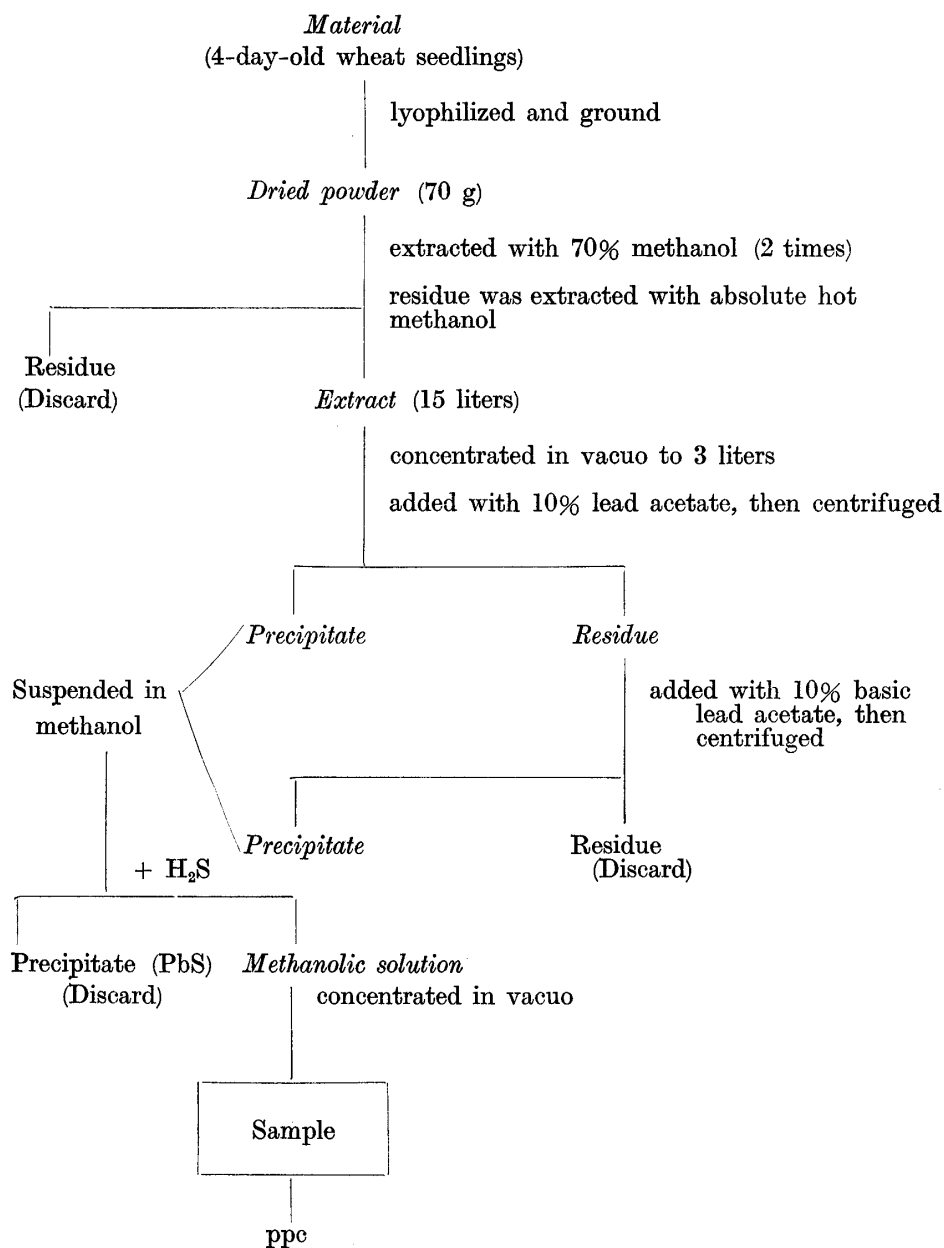 Material
(4-day-old wheat seedlings)
lyophilized and ground
Dried powder (70 g)
extracted with 70% methanol (2 times)
residue was extracted with absolute hot
methanol
Residue
(Discard)
Extract (15 liters)
concentrated in vacuo to 3 liters
added with 10% lead acetate, then centrifuged
Precipitate
Residue
Suspended in
methanol
added with 10% basic
lead acetate, then
centrifuged
Precipitate
Residue
(Discard)
+ H₂S
Precipitate (PbS)
(Discard)
Methanolic solution
concentrated in vacuo
Sample
ppc